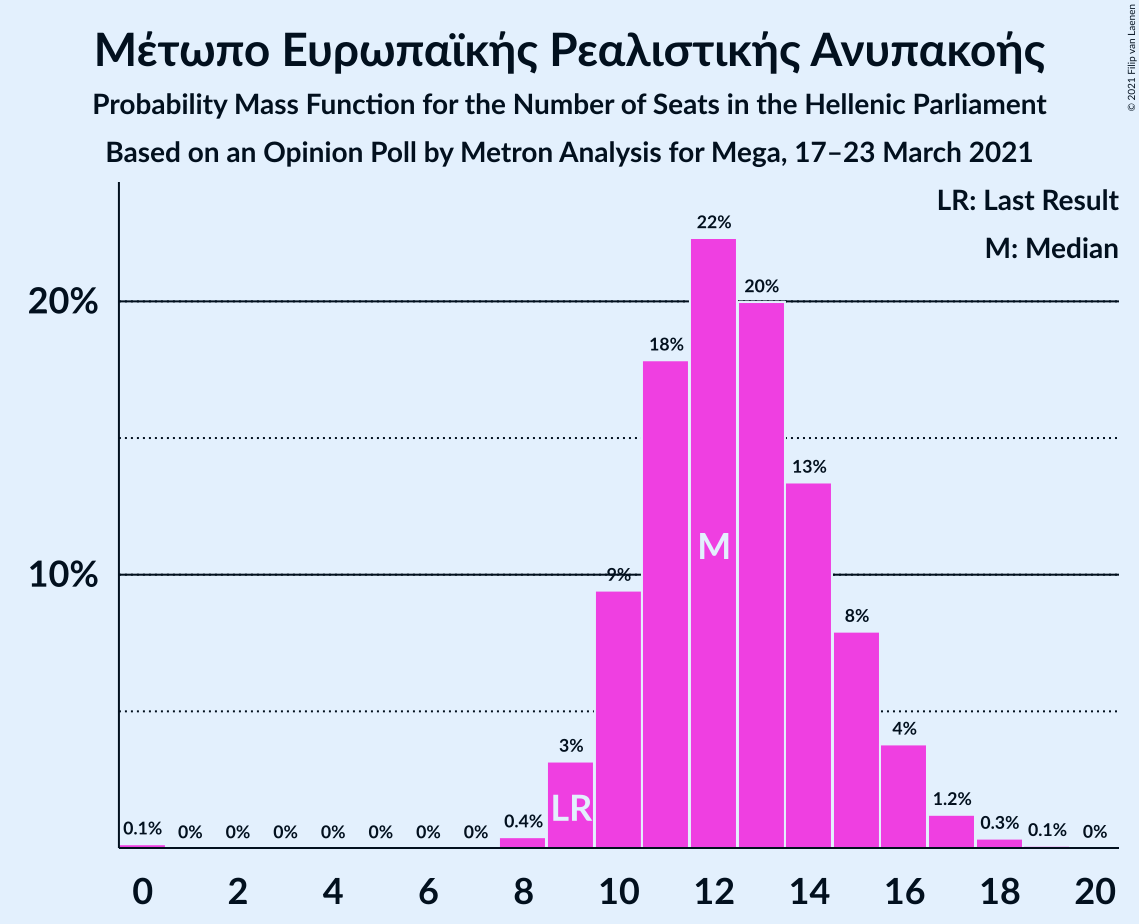 Μέτωπο Ευρωπαϊκής Ρεαλιστικής Ανυπακοής
Probability Mass Function for the Number of Seats in the Hellenic Parliament
Based on an Opinion Poll by Metron Analysis for Mega, 17–23 March 2021
© 2021 Filip van Laenen
LR: Last Result
M: Median
20%
10%
0.1%
0%
0%
0%
0%
0%
0%
0%
0.4%
3%
9%
18%
22%
20%
13%
8%
4%
1.2%
0.3%
0.1%
0%
LR
M
0 2 4 6 8 10 12 14 16 18 20